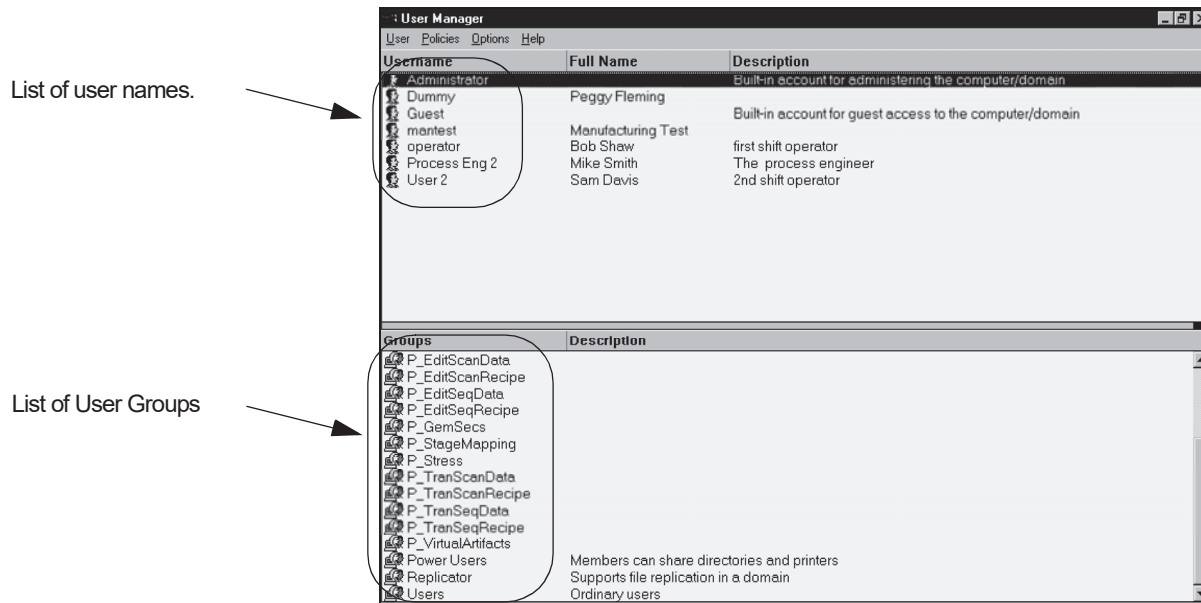 User Manager
User Policies Options Help
Username Full Name Description
Administrator Built-in account for administering the computer/domain
List of user names.
Dummy Peggy Fleming
Guest Built-in account for guest access to the computer/domain
mantest Manufacturing Test
operator Bob Shaw first shift operator
Process Eng 2 Mike Smith The process engineer
User 2 Sam Davis 2nd shift operator
Groups Description
P_EditScanData
P_EditScanRecipe
P_EditSeqData
List of User Groups
P_EditSeqRecipe
P_GemSecs
P_StageMapping
P_Stress
P_TranScanData
P_TranScanRecipe
P_TranSeqData
P_TranSeqRecipe
P_VirtualArtifacts
Power Users Members can share directories and printers
Replicator Supports file replication in a domain
Users Ordinary users